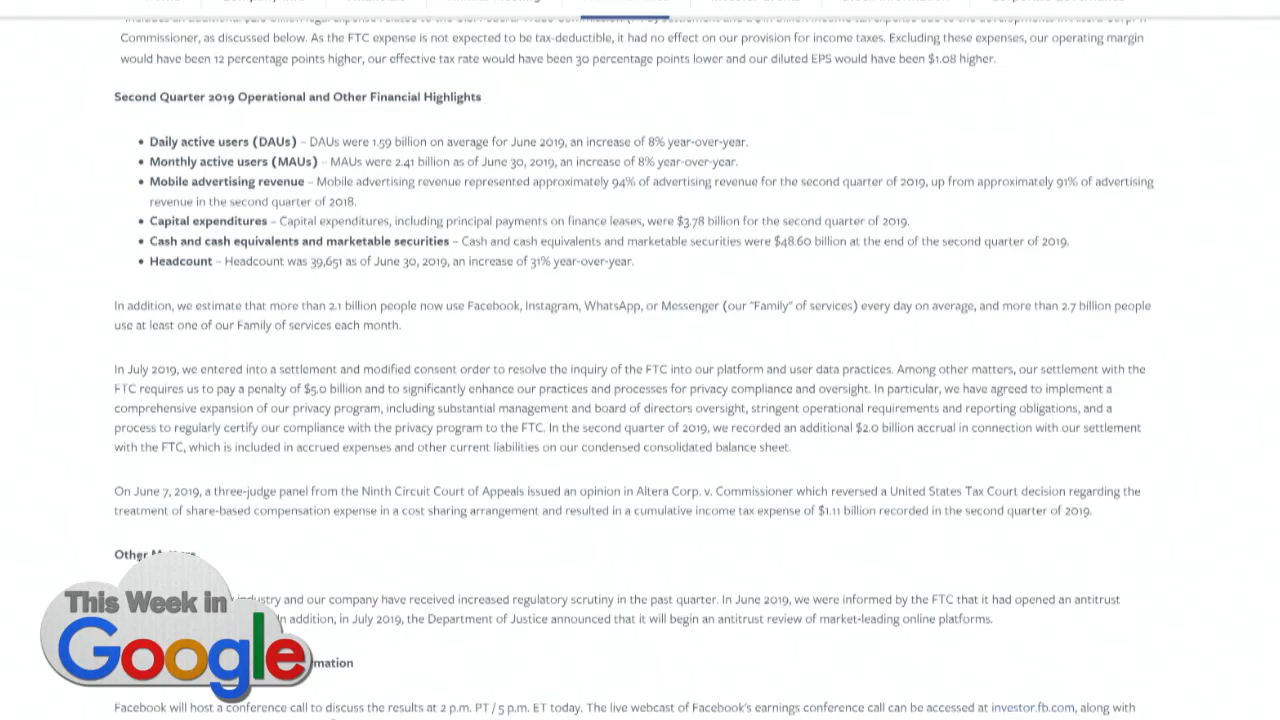 Commissioner, as discussed below. As the FTC expense is not expected to be tax-deductible, it had no effect on our provision for income taxes. Excluding these expenses, our operating margin
would have been 12 percentage points higher, our effective tax rate would have been 30 percentage points lower and our diluted EPS would have been $1.08 higher.
Second Quarter 2019 Operational and Other Financial Highlights
• Daily active users (DAUs) – DAUs were 1.59 billion on average for June 2019, an increase of 8% year-over-year.
• Monthly active users (MAUs) – MAUs were 2.41 billion as of June 30, 2019, an increase of 8% year-over-year.
• Mobile advertising revenue – Mobile advertising revenue represented approximately 94% of advertising revenue for the second quarter of 2019, up from approximately 91% of advertising
revenue in the second quarter of 2018.
• Capital expenditures – Capital expenditures, including principal payments on finance leases, were $3.78 billion for the second quarter of 2019.
• Cash and cash equivalents and marketable securities – Cash and cash equivalents and marketable securities were $48.60 billion at the end of the second quarter of 2019.
• Headcount – Headcount was 39,651 as of June 30, 2019, an increase of 31% year-over-year.
In addition, we estimate that more than 2.1 billion people now use Facebook, Instagram, WhatsApp, or Messenger (our "Family" of services) every day on average, and more than 2.7 billion people
use at least one of our Family of services each month.
In July 2019, we entered into a settlement and modified consent order to resolve the inquiry of the FTC into our platform and user data practices. Among other matters, our settlement with the
FTC requires us to pay a penalty of $5.0 billion and to significantly enhance our practices and processes for privacy compliance and oversight. In particular, we have agreed to implement a
comprehensive expansion of our privacy program, including substantial management and board of directors oversight, stringent operational requirements and reporting obligations, and a
process to regularly certify our compliance with the privacy program to the FTC. In the second quarter of 2019, we recorded an additional $2.0 billion accrual in connection with our settlement
with the FTC, which is included in accrued expenses and other current liabilities on our condensed consolidated balance sheet.
On June 7, 2019, a three-judge panel from the Ninth Circuit Court of Appeals issued an opinion in Altera Corp. v. Commissioner which reversed a United States Tax Court decision regarding the
treatment of share-based compensation expense in a cost sharing arrangement and resulted in a cumulative income tax expense of $1.11 billion recorded in the second quarter of 2019.
Other
and our company have received increased regulatory scrutiny in the past quarter. In June 2019, we were informed by the FTC that it had opened an antitrust
addition, in July 2019, the Department of Justice announced that it will begin an antitrust review of market-leading online platforms.
This Week in
Google
Facebook will host a conference call to discuss the results at 2 p.m. PT / 5 p.m. ET today. The live webcast of Facebook's earnings conference call can be accessed at investor.fb.com, along with